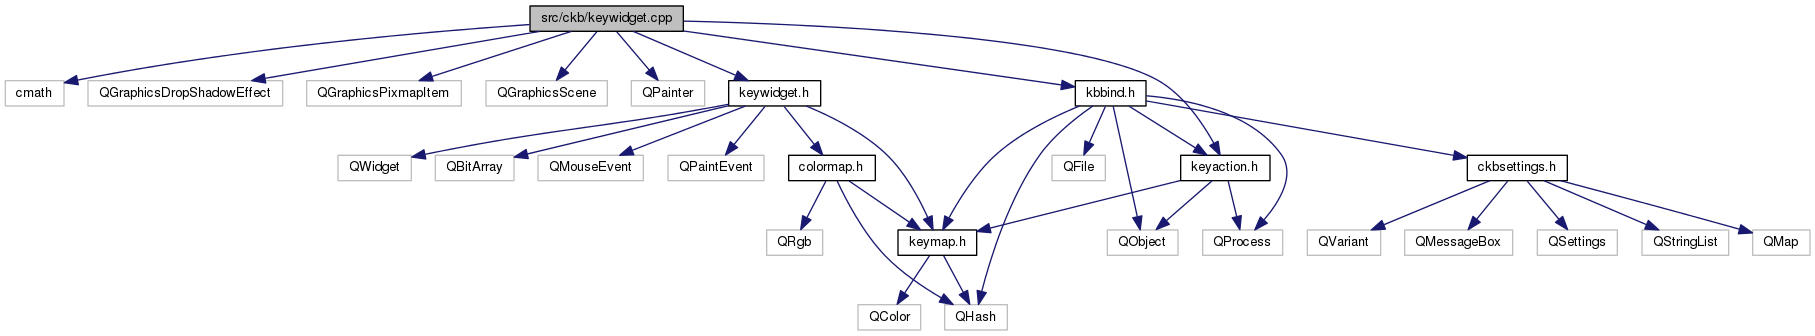 src/ckb/keywidget.cpp
cmath
QGraphicsDropShadowEffect
QGraphicsPixmapItem
QGraphicsScene
QPainter
keywidget.h
kbbind.h
QWidget
QBitArray
QMouseEvent
QPaintEvent
colormap.h
QFile
keyaction.h
ckbsettings.h
QRgb
keymap.h
QObject
QProcess
QVariant
QMessageBox
QSettings
QStringList
QMap
QColor
QHash